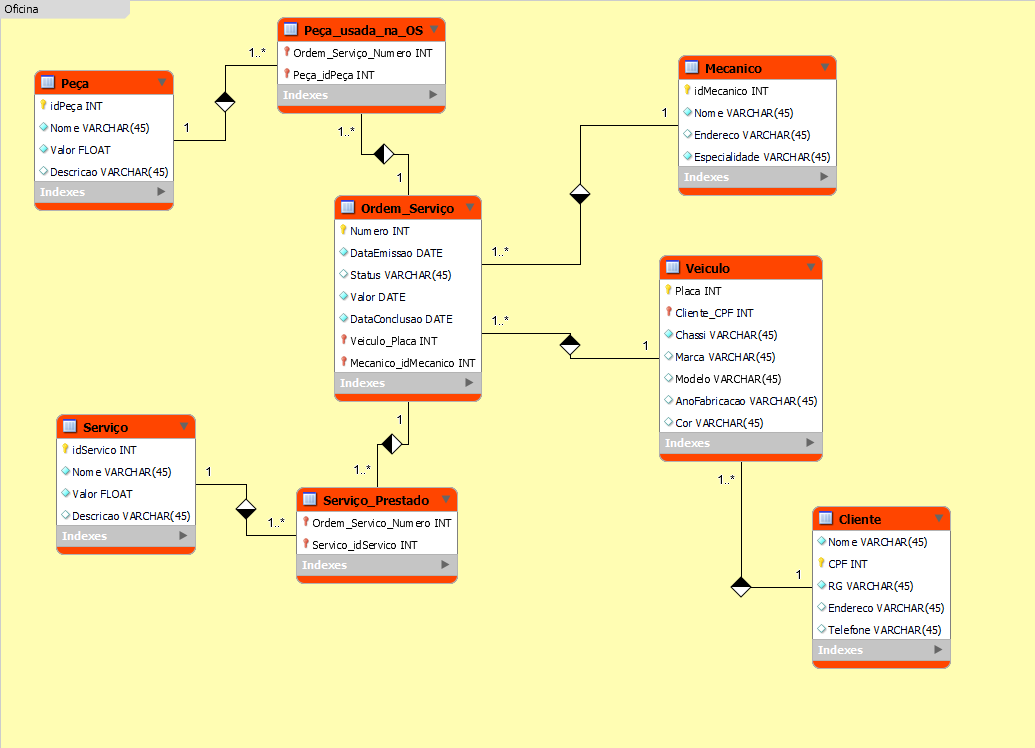 Oficina
Peça_usada_na_OS
Ordem_Serviço_Numero INT
Peça_idPeça INT
Indexes
1..*
1
Peça
idPeça INT
Nome VARCHAR(45)
Valor FLOAT
Descricao VARCHAR(45)
Indexes
1..*
1
Mecanico
idMecanico INT
Nome VARCHAR(45)
Endereco VARCHAR(45)
Especialidade VARCHAR(45)
Indexes
1
1..*
Ordem_Serviço
Numero INT
DataEmissao DATE
Status VARCHAR(45)
Valor DATE
DataConclusao DATE
Veiculo_Placa INT
Mecanico_idMecanico INT
Indexes
1..*
1
Veiculo
Placa INT
Cliente_CPF INT
Chassi VARCHAR(45)
Marca VARCHAR(45)
Modelo VARCHAR(45)
AnoFabricacao VARCHAR(45)
Cor VARCHAR(45)
Indexes
1
1..*
Serviço
idServico INT
Nome VARCHAR(45)
Valor FLOAT
Descricao VARCHAR(45)
Indexes
1
1..*
Serviço_Prestado
Ordem_Servico_Numero INT
Servico_idServico INT
Indexes
1..*
1
Cliente
Nome VARCHAR(45)
CPF INT
RG VARCHAR(45)
Endereco VARCHAR(45)
Telefone VARCHAR(45)
Indexes